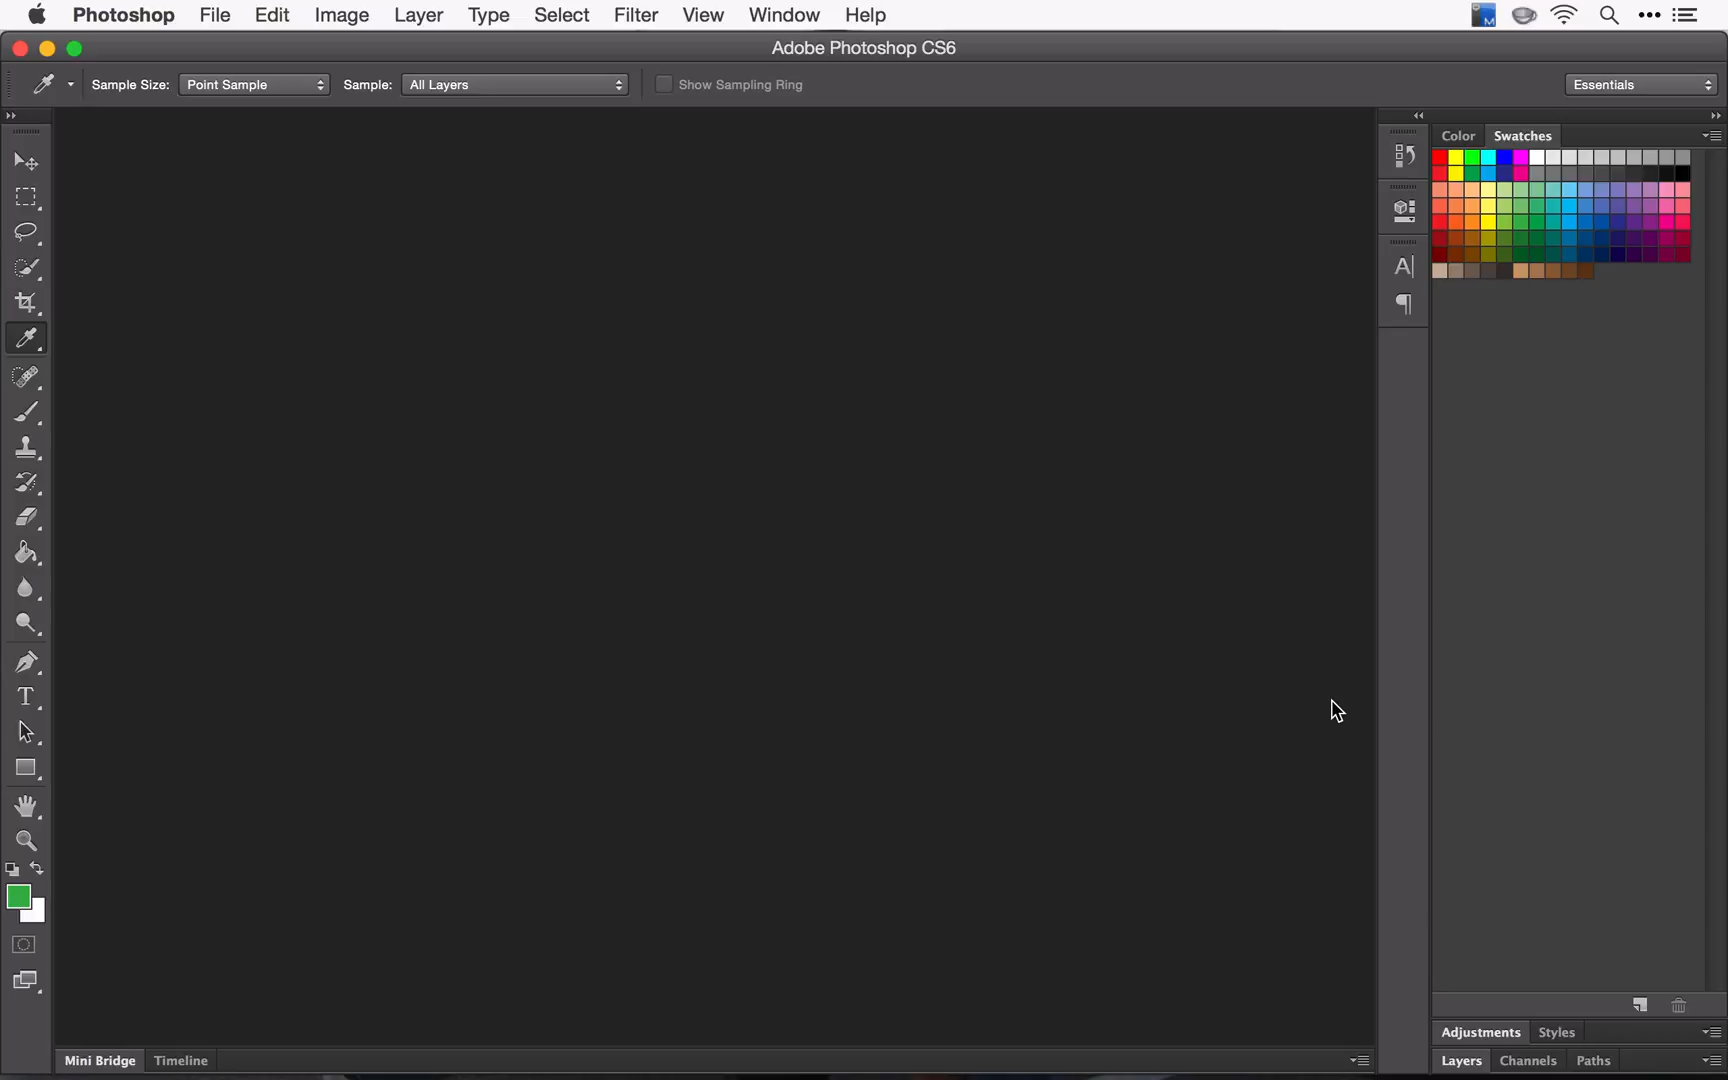 Photoshop File Edit Image Layer Type Select Filter View Window Help
Adobe Photoshop CS6
Sample Size: Point Sample Sample: All Layers Show Sampling Ring Essentials
Color Swatches
Mini Bridge Timeline
Adjustments Styles
Layers Channels Paths